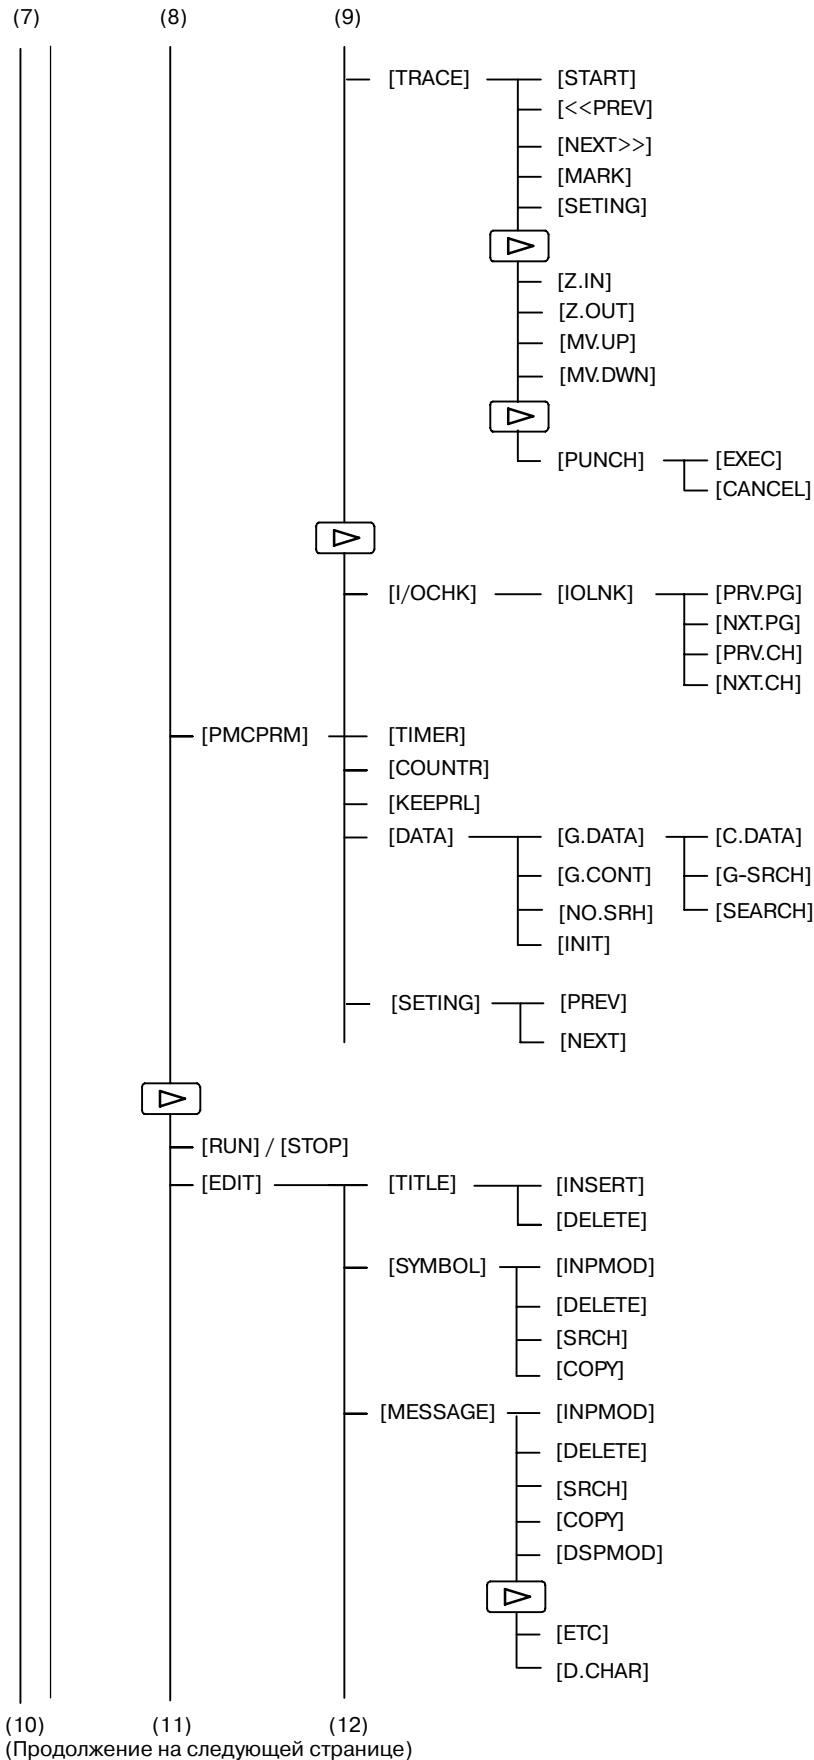 (7) (8) (9)
[TRACE] [START]
[<<PREV]
[NEXT>>]
[MARK]
[SETING]
[Z.IN]
[Z.OUT]
[MV.UP]
[MV.DWN]
[PUNCH] [EXEC]
[CANCEL]
[I/OCHK] [IOLNK] [PRV.PG]
[NXT.PG]
[PRV.CH]
[NXT.CH]
[PMCPRM] [TIMER]
[COUNTR]
[KEEPRL]
[DATA] [G.DATA] [C.DATA]
[G.CONT] [G-SRCH]
[NO.SRH] [SEARCH]
[INIT]
[SETING] [PREV]
[NEXT]
[RUN] / [STOP]
[EDIT] [TITLE] [INSERT]
[DELETE]
[SYMBOL] [INPMOD]
[DELETE]
[SRCH]
[COPY]
[MESSAGE] [INPMOD]
[DELETE]
[SRCH]
[COPY]
[DSPMOD]
[ETC]
[D.CHAR]
(10) (11) (12)
(Продолжение на следующей странице)